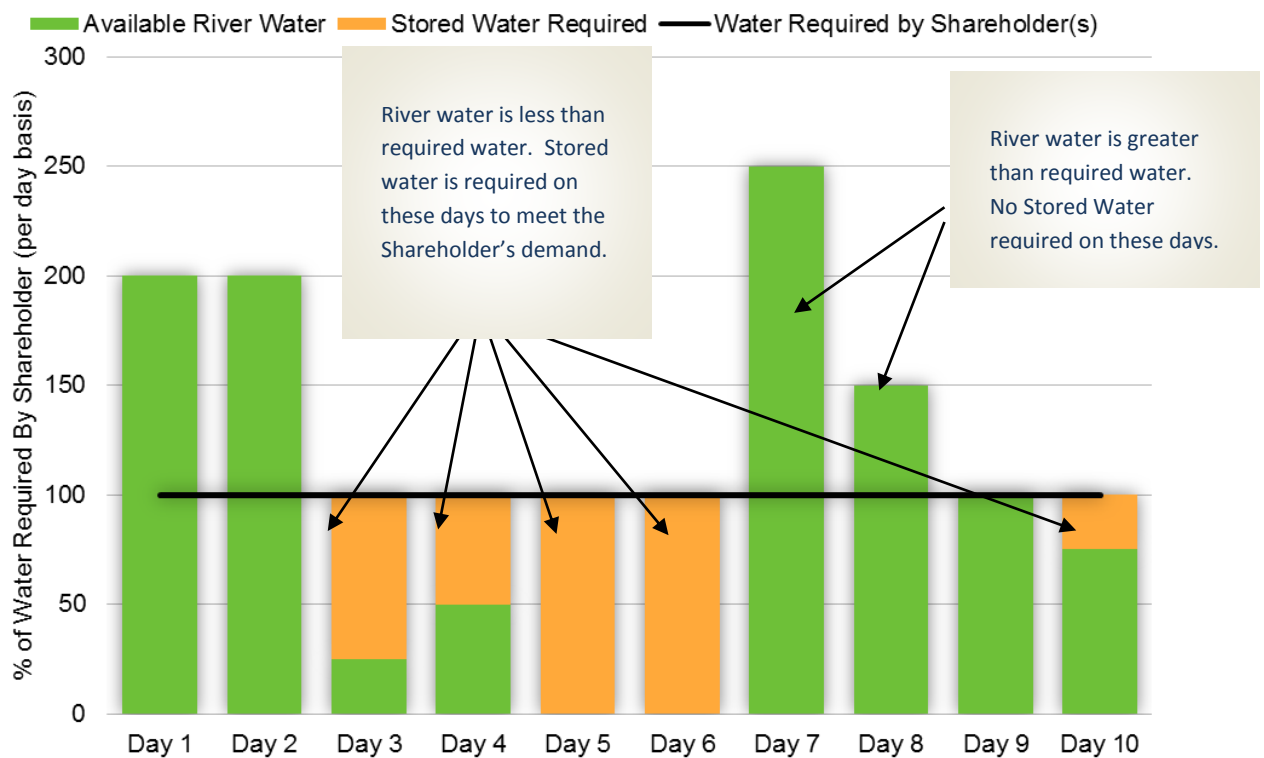 Available River Water Stored Water Required Water Required by Shareholder(s)
% of Water Required By Shareholder (per day basis)
300
250
200
150
100
50
0
River water is less than
required water. Stored
water is required on
these days to meet the
Shareholder’s demand.
River water is greater
than required water.
No Stored Water
required on these days.
Day 1 Day 2 Day 3 Day 4 Day 5 Day 6 Day 7 Day 8 Day 9 Day 10